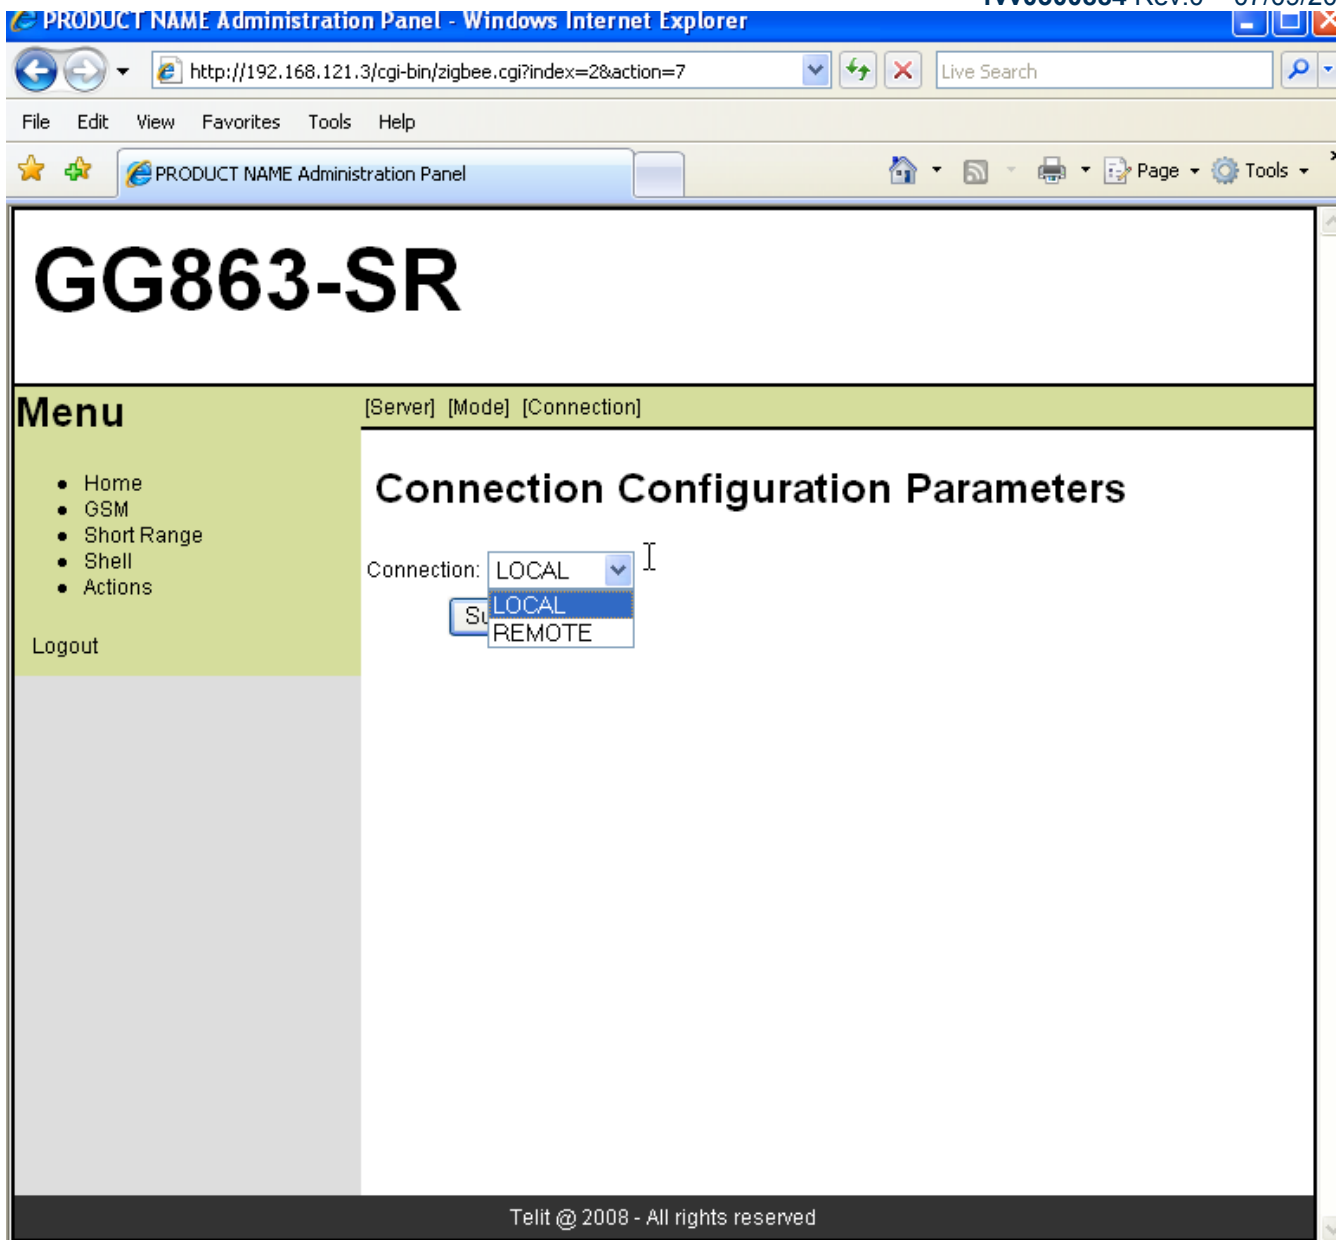 PRODUCT NAME Administration Panel - Windows Internet Explorer
http://192.168.121.3/cgi-bin/zigbee.cgi?index=2&action=7
Live Search
File Edit View Favorites Tools Help
PRODUCT NAME Administration Panel
Page Tools
GG863-SR
Menu
[Server] [Mode] [Connection]
Home
GSM
Short Range
Shell
Actions
Logout
Connection Configuration Parameters
Connection: LOCAL
LOCAL
REMOTE
Telit @ 2008 - All rights reserved